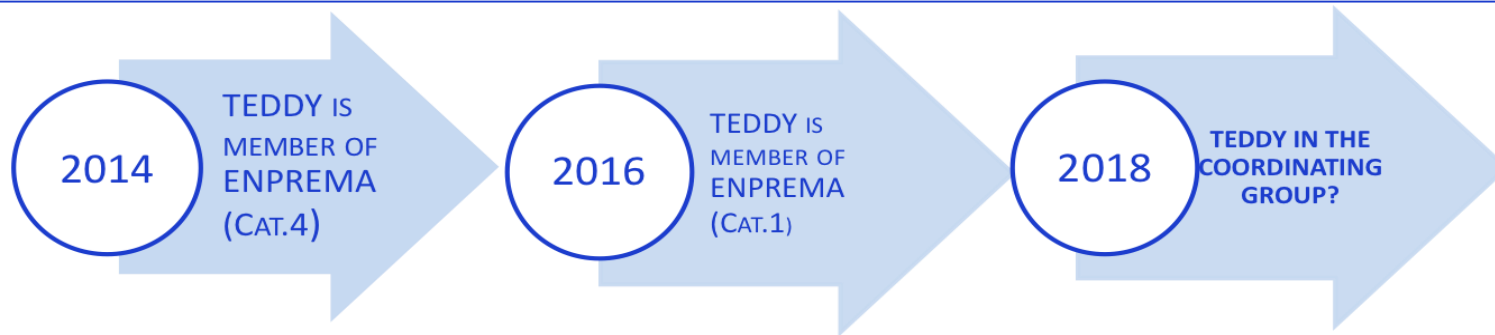 2014
TEDDY IS
MEMBER OF
ENPREMA
(CAT.4)
2016
TEDDY IS
MEMBER OF
ENPREMA
(CAT.1)
2018
TEDDY IN THE
COORDINATING
GROUP?